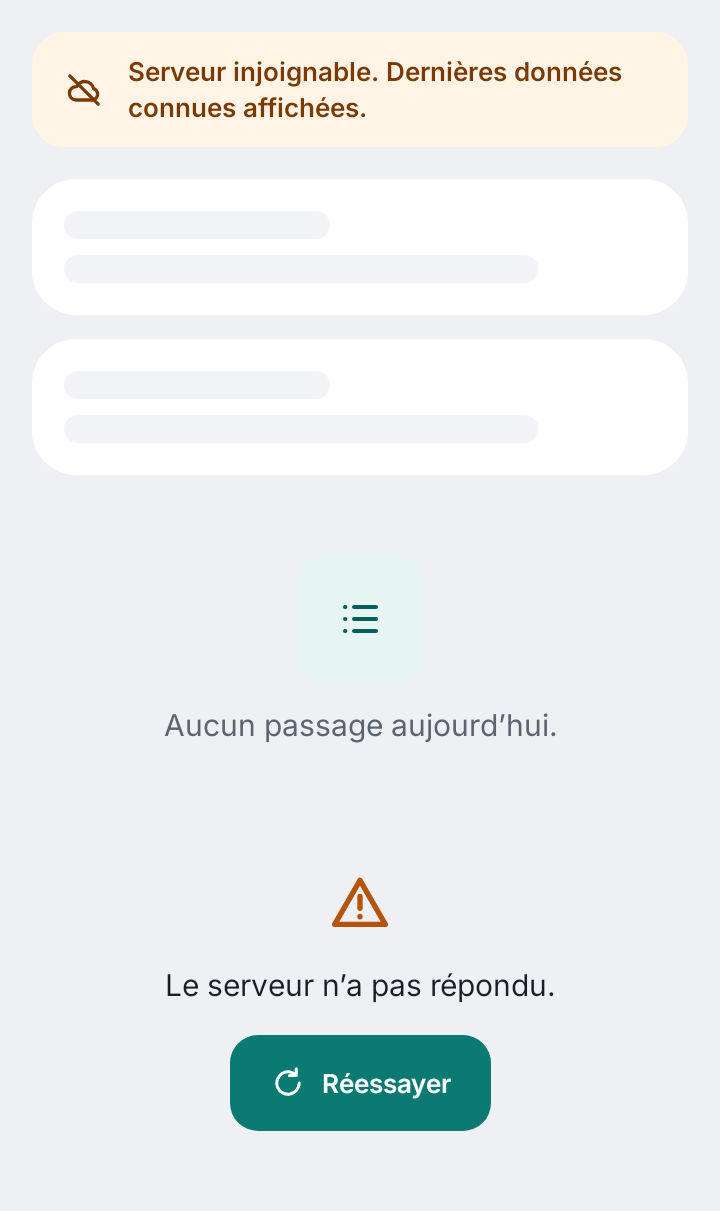 Serveur injoignable. Dernières données
connues affichées.
Aucun passage aujourd’hui.
Le serveur n’a pas répondu.
Réessayer